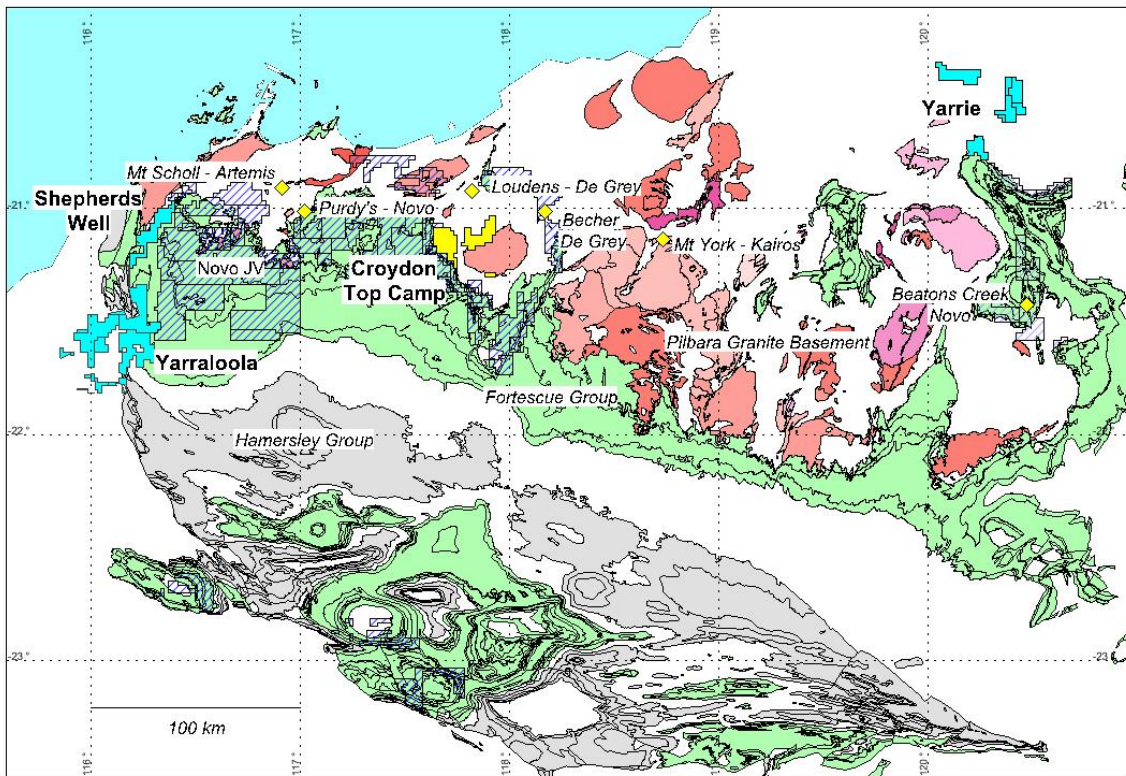 116 °
117 °
118 °
119 °
120 °
Yarrie
Mt Scholl - Artemis
Loudens - De Grey
Shepherds
Well
Purdy's - Novo
-21 °
-21 °
Becher
De Grey
Mt York - Kairos
Novo JV
Croydon
Top Camp
Beatons Creek
Novo
Pilbara Granite Basement
Yarraloola
Fortescue Group
-22 °
-22 °
Hamersley Group
-23 °
-23
100 km
116 °
117 °
118 °
119 °
120 °